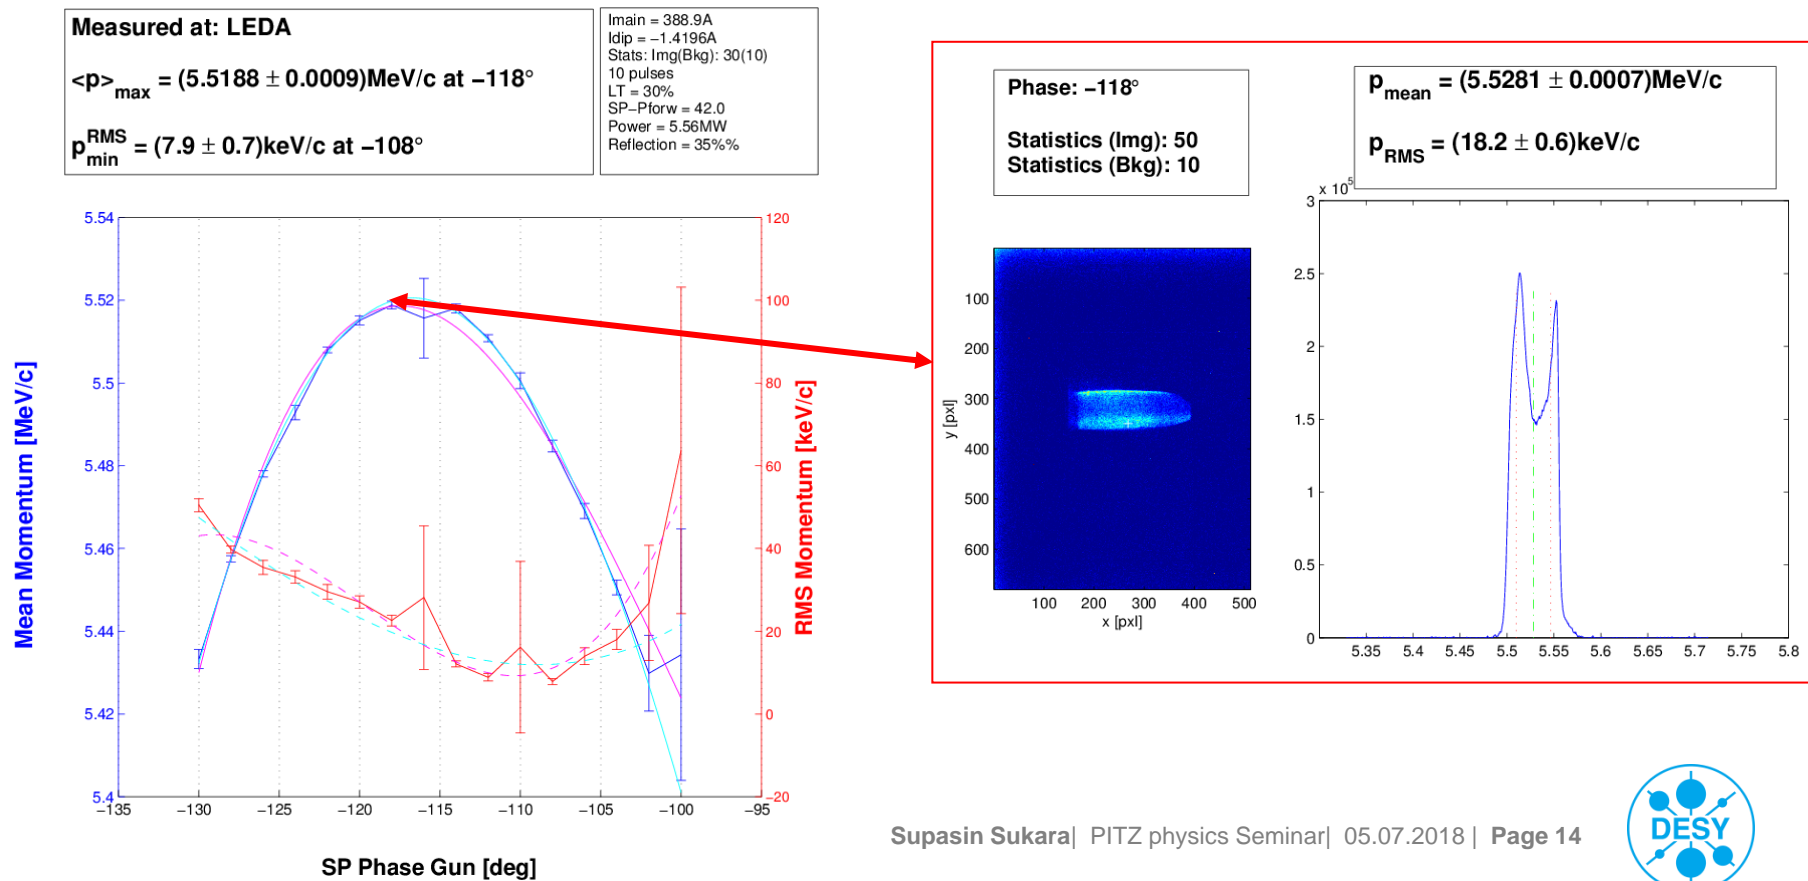 Measured at: LEDA
<p>max = (5.5188 ± 0.0009)MeV/c at −118°
p RMS min = (7.9 ± 0.7)keV/c at −108°
Imain = 388.9A
Idip = −1.4196A
Stats: Img(Bkg): 30(10)
10 pulses
LT = 30%
SP−Pforw = 42.0
Power = 5.56MW
Reflection = 35%%
Mean Momentum [MeV/c]
5.54
5.52
5.5
5.48
5.46
5.44
5.42
5.4
120
100
80
60
40
20
0
−20
RMS Momentum [keV/c]
−135 −130 −125 −120 −115 −110 −105 −100 −95
SP Phase Gun [deg]
Phase: −118°
Statistics (Img): 50
Statistics (Bkg): 10
pmean = (5.5281 ± 0.0007)MeV/c
pRMS = (18.2 ± 0.6)keV/c
y [pxl]
100
200
300
400
500
600
100 200 300 400 500
x [pxl]
x 10⁵
3
2.5
2
1.5
1
0.5
0
5.35 5.4 5.45 5.5 5.55 5.6 5.65 5.7 5.75 5.8
Supasin Sukara| PITZ physics Seminar| 05.07.2018 | Page 14
DESY